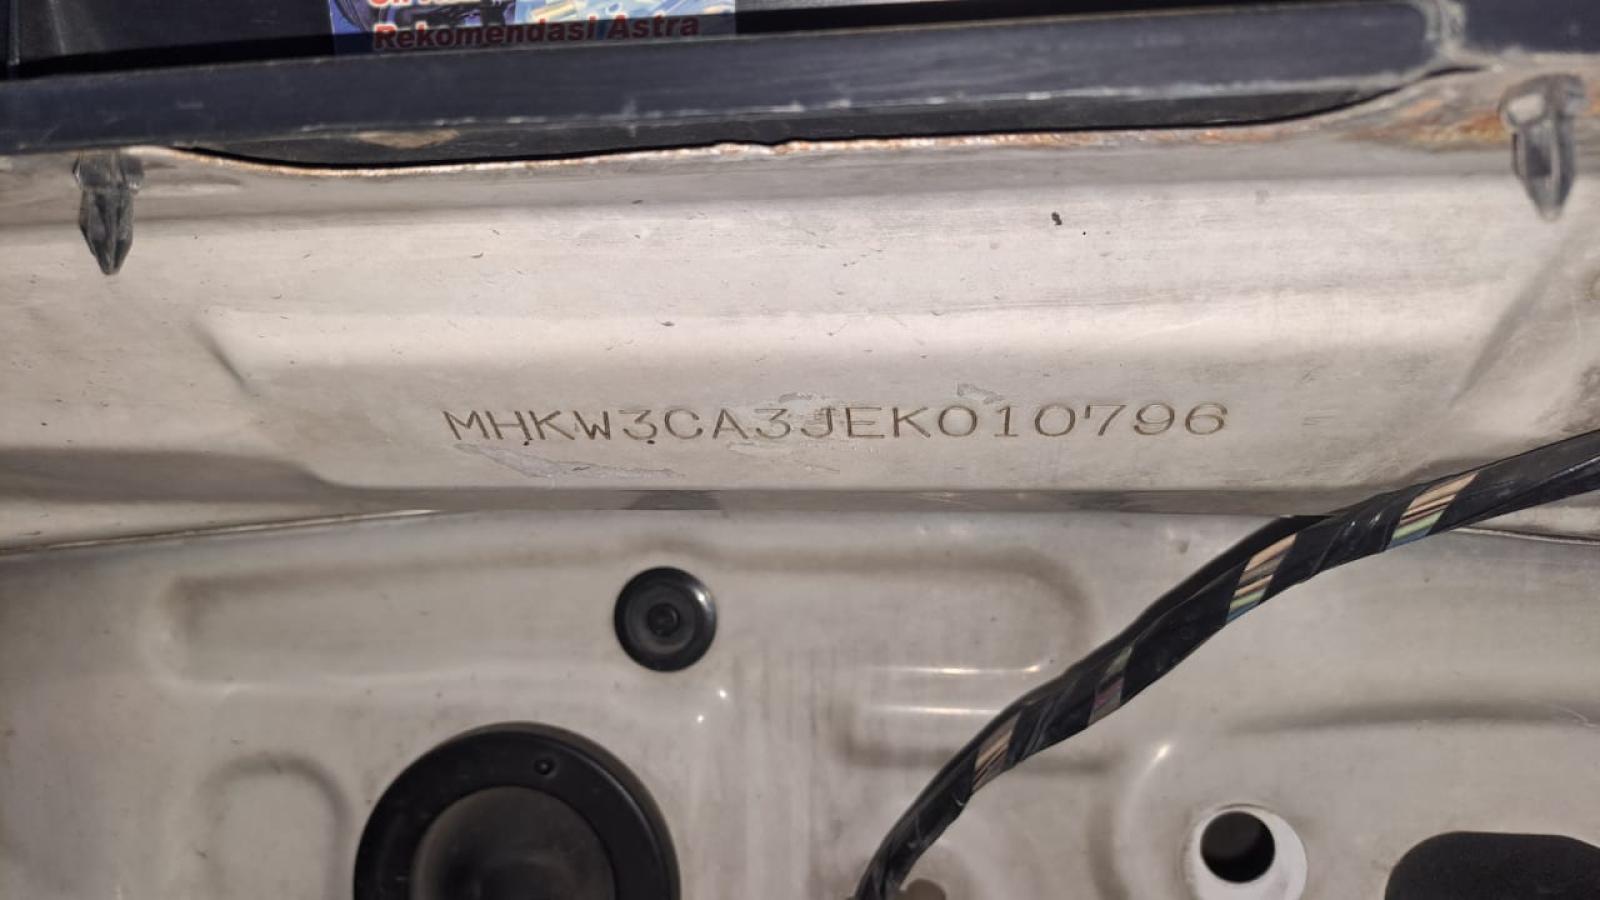 Rekomendasi Astra
MHKW3CA3JEK010796